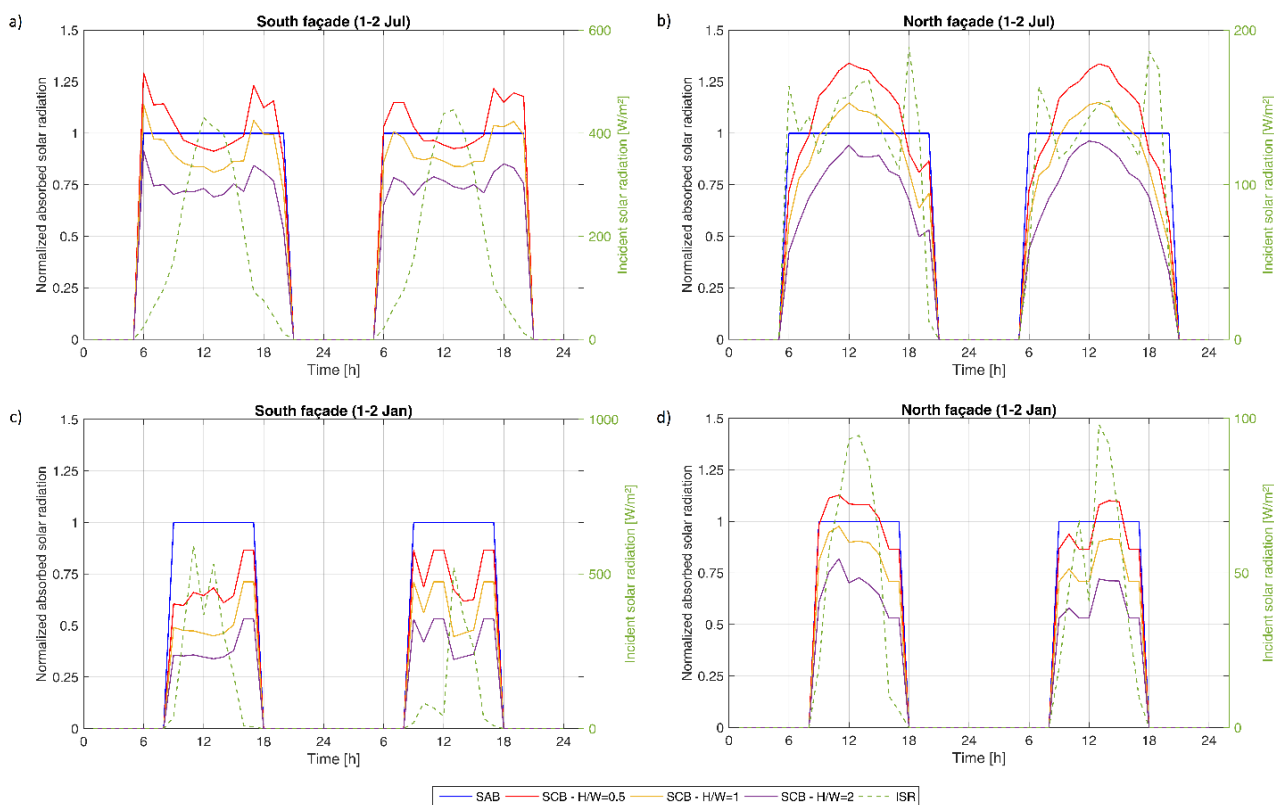 a)
South façade (1-2 Jul)
1.5
1.25
1
0.75
0.5
0.25
0
Normalized absorbed solar radiation
600
400
200
0
Incident solar radiation [W/m²]
0 6 12 18 24 6 12 18 24
Time [h]
b)
North façade (1-2 Jul)
1.5
1.25
1
0.75
0.5
0.25
0
Normalized absorbed solar radiation
200
100
0
Incident solar radiation [W/m²]
0 6 12 18 24 6 12 18 24
Time [h]
c)
South façade (1-2 Jan)
1.5
1.25
1
0.75
0.5
0.25
0
Normalized absorbed solar radiation
1000
500
0
Incident solar radiation [W/m²]
0 6 12 18 24 6 12 18 24
Time [h]
d)
North façade (1-2 Jan)
1.5
1.25
1
0.75
0.5
0.25
0
Normalized absorbed solar radiation
100
50
0
Incident solar radiation [W/m²]
0 6 12 18 24 6 12 18 24
Time [h]
SAB SCB - H/W=0.5 SCB - H/W=1 SCB - H/W=2 ISR